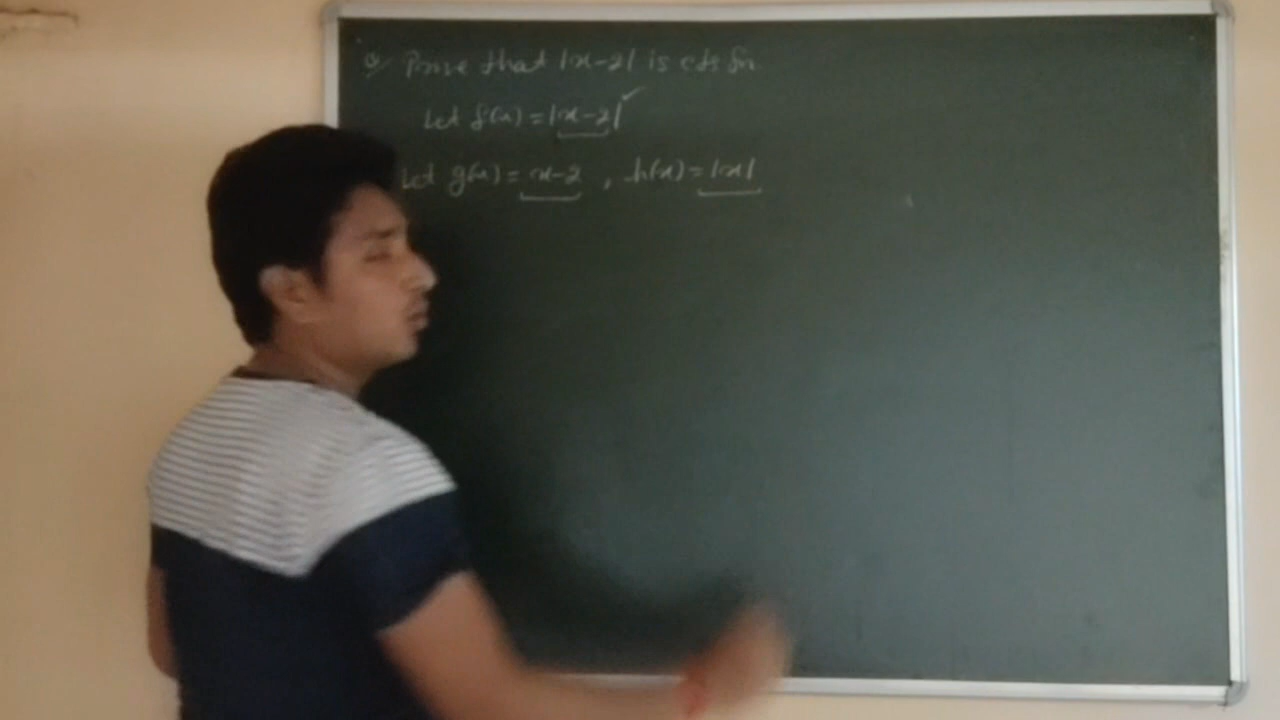 Q/ Prove that |x-2| is cts fn.
Let f(x) = |x-2| ✓
Let g(x) = x-2 , h(x) = |x|